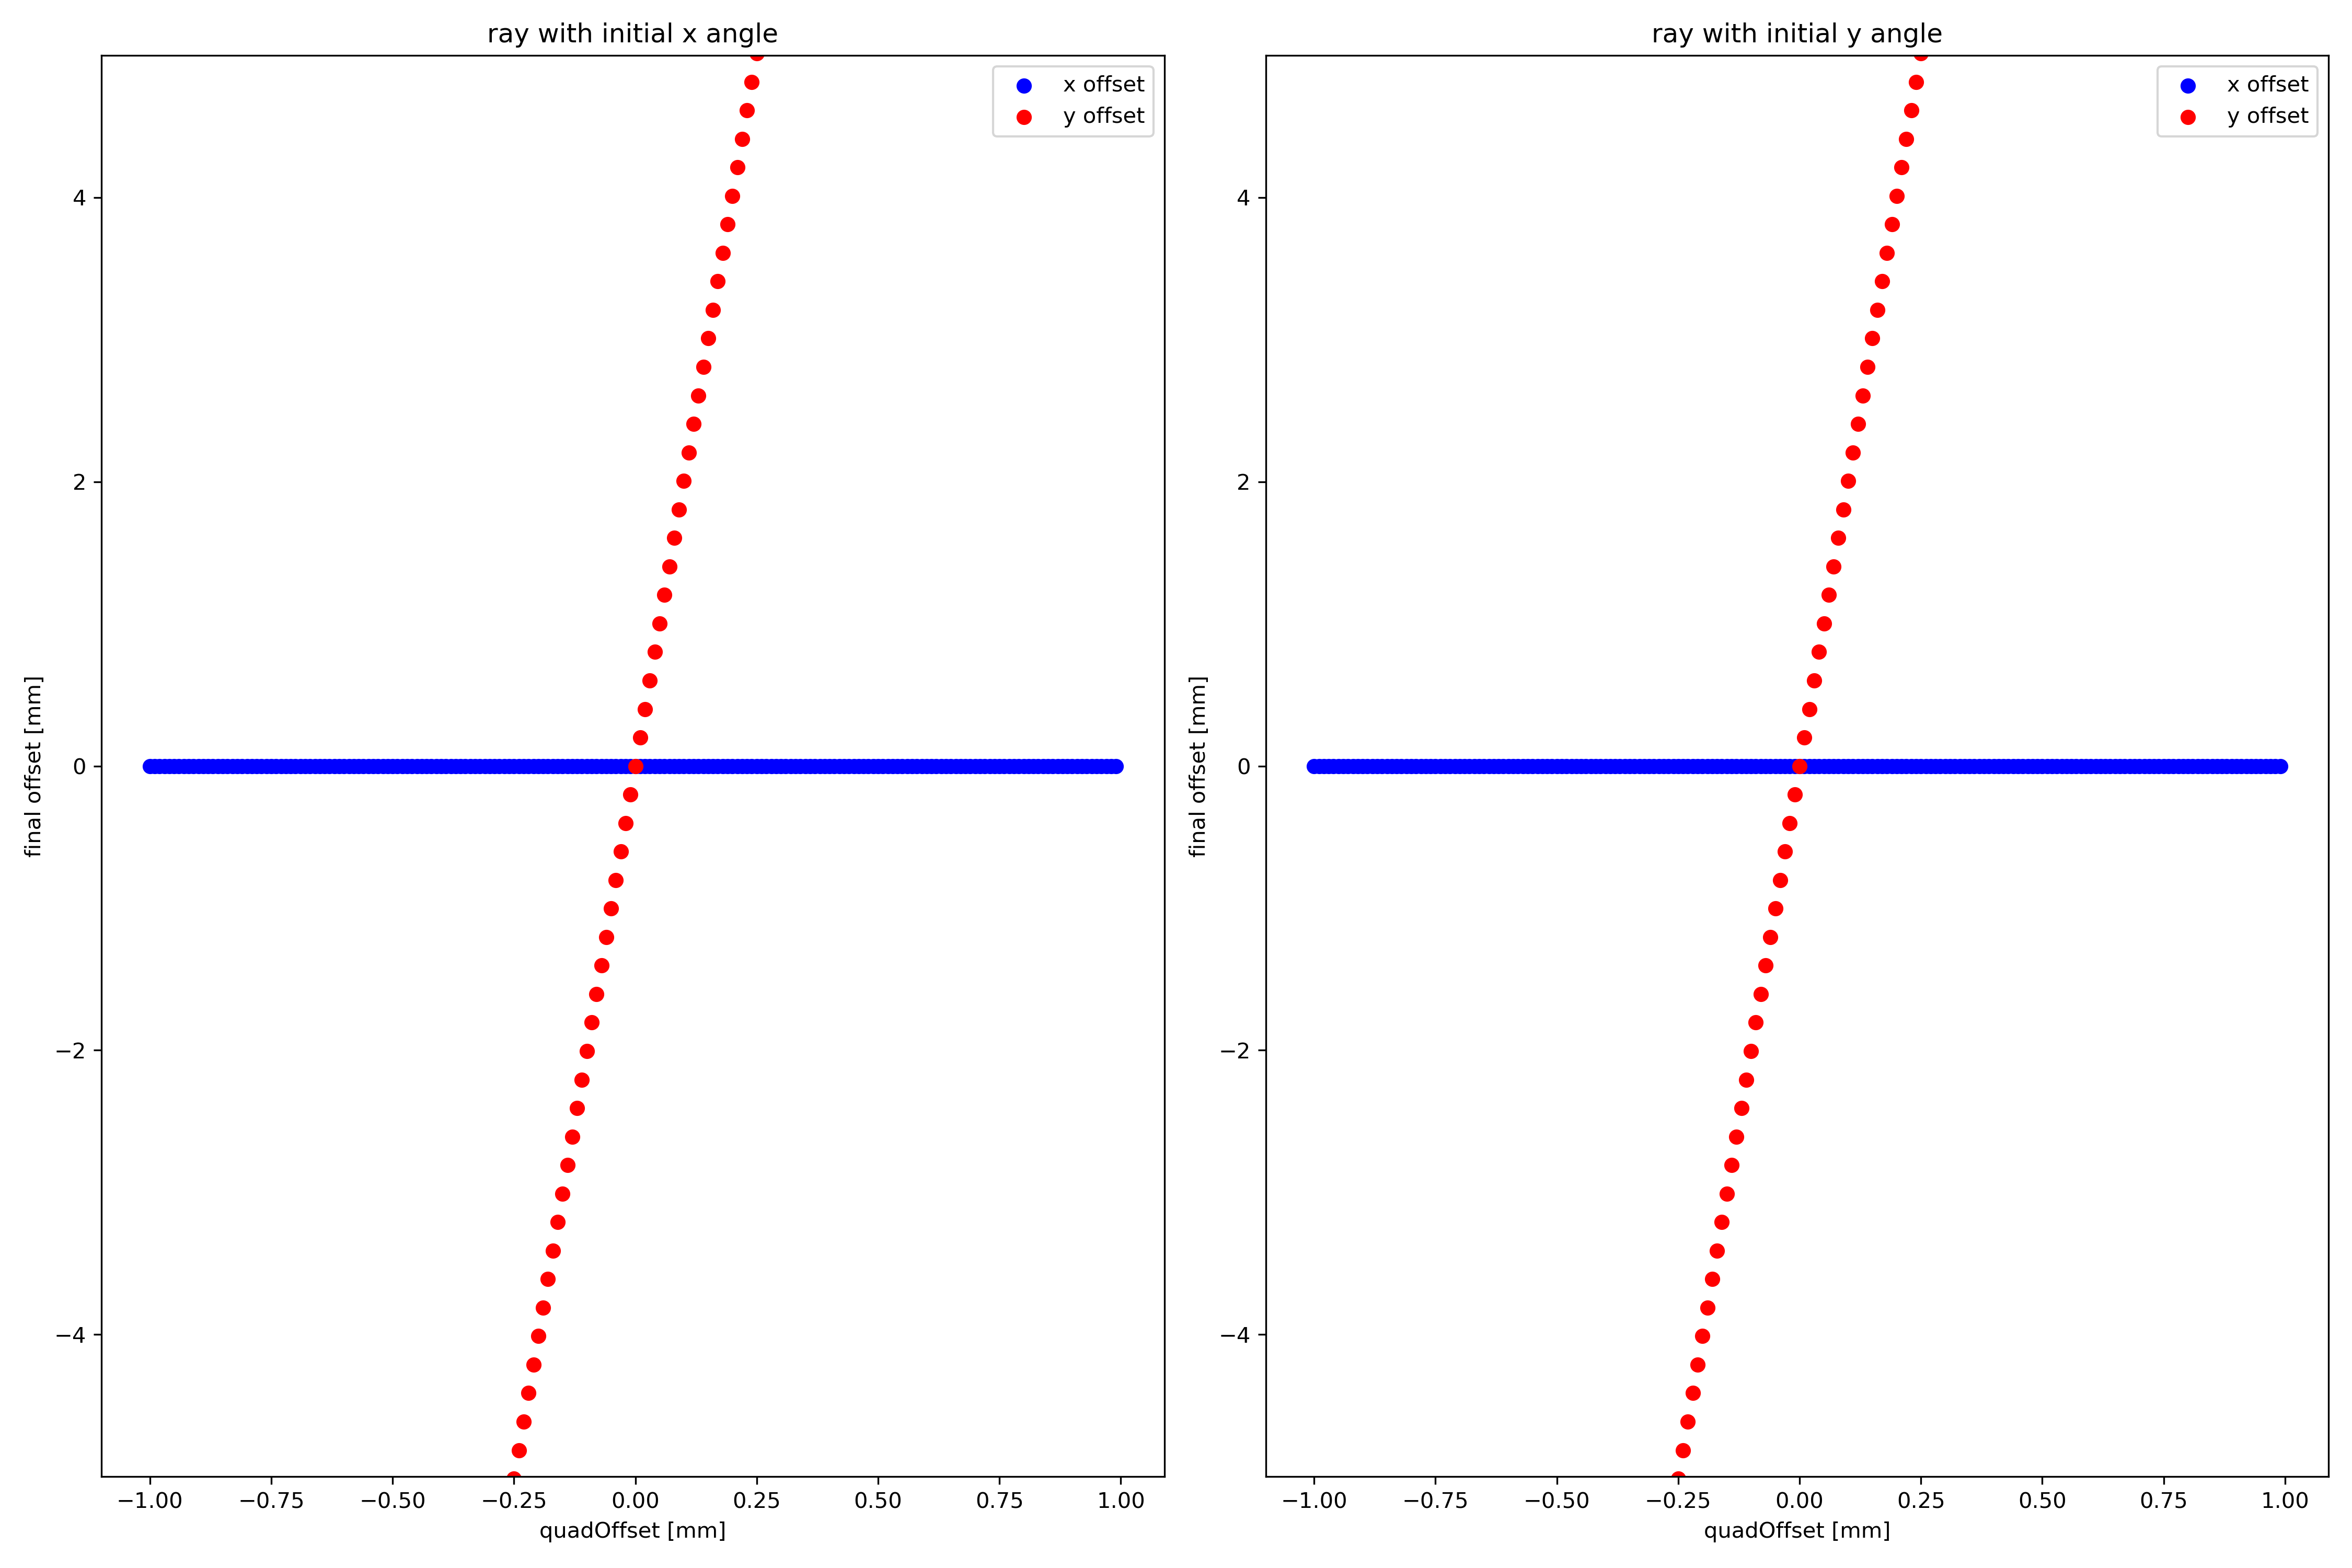 ray with initial x angle
x offset
y offset
final offset [mm]
4
2
0
−2
−4
−1.00 −0.75 −0.50 −0.25 0.00 0.25 0.50 0.75 1.00
quadOffset [mm]
ray with initial y angle
x offset
y offset
final offset [mm]
4
2
0
−2
−4
−1.00 −0.75 −0.50 −0.25 0.00 0.25 0.50 0.75 1.00
quadOffset [mm]